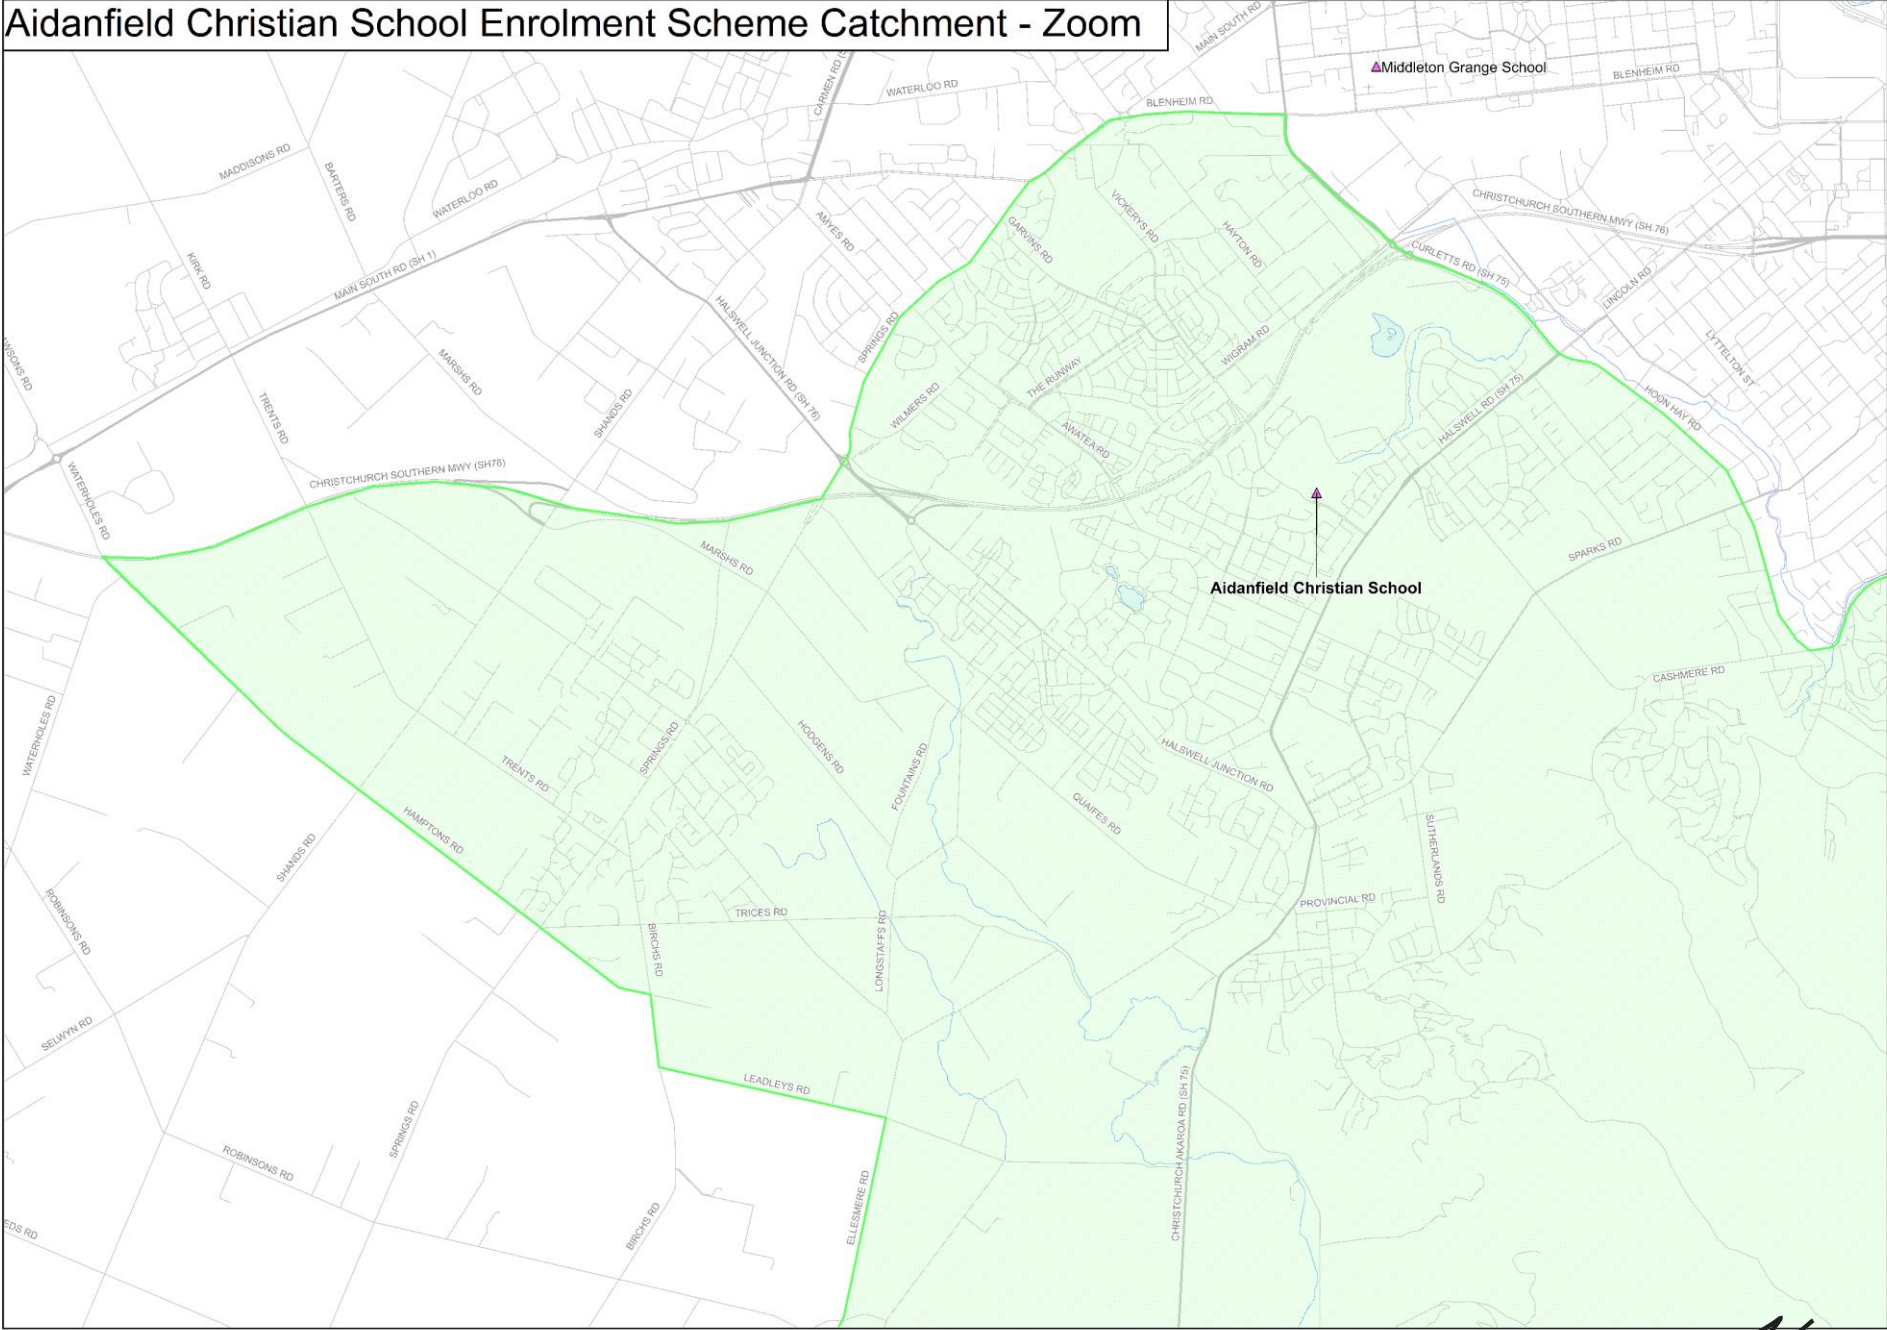 Aidanfield Christian School Enrolment Scheme Catchment - Zoom
MAIN SOUTH RD
Middleton Grange School
BLENHEIM RD
CARMEN RD
WATERLOO RD
BLENHEIM RD
MADDISONS RD
BARTERS RD
WATERLOO RD
AMYES RD
GARVINS RD
VICKERYS RD
HAYTON RD
CHRISTCHURCH SOUTHERN MWY (SH 76)
CURLETTS RD (SH 75)
LINCOLN RD
KIRK RD
MAIN SOUTH RD (SH 1)
HALSWELL JUNCTION RD (SH 76)
SPRINGS RD
WIGRAM RD
LYTTELTON ST
MARSHS RD
THE RUNWAY
WILMERS RD
HALSWELL RD (SH 75)
HOON HAY RD
TRENTS RD
SHANDS RD
AWATEA RD
CHRISTCHURCH SOUTHERN MWY (SH76)
WATERHOLES RD
MARSHS RD
SPARKS RD
Aidanfield Christian School
CASHMERE RD
WATERHOLES RD
SPRINGS RD
HODGENS RD
FOUNTAINS RD
HALSWELL JUNCTION RD
TRENTS RD
QUAIFES RD
HAMPTONS RD
SHANDS RD
SUTHERLANDS RD
PROVINCIAL RD
ROBINSONS RD
TRICES RD
BIRCHS RD
LONGSTAFFS RD
SELWYN RD
LEADLEYS RD
SPRINGS RD
CHRISTCHURCH AKAROA RD (SH 75)
ROBINSONS RD
ELLESMERE RD
BIRCHS RD